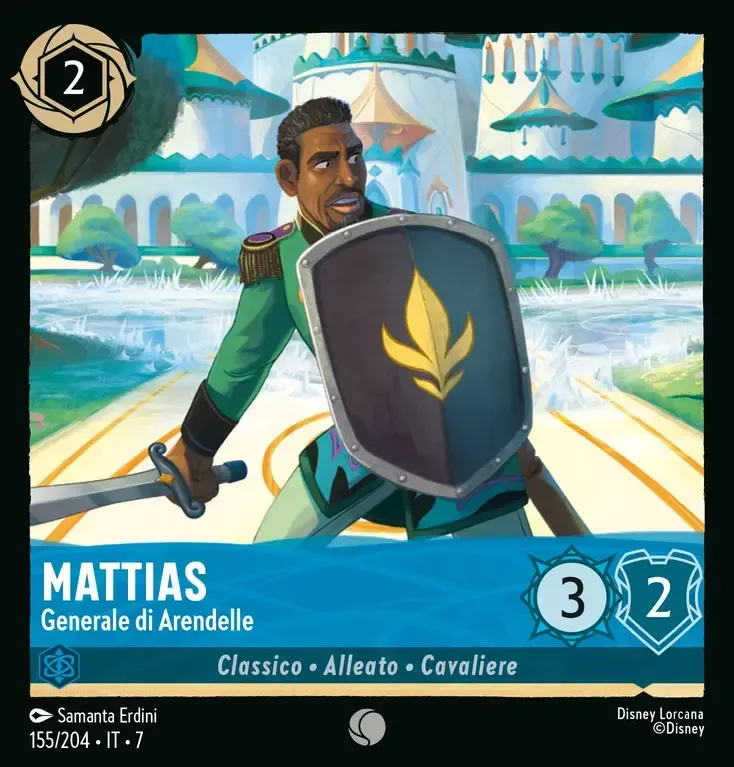 2
MATTIAS
Generale di Arendelle
3
2
Classico • Alleato • Cavaliere
Samanta Erdini
155/204 • IT • 7
Disney Lorcana
©Disney